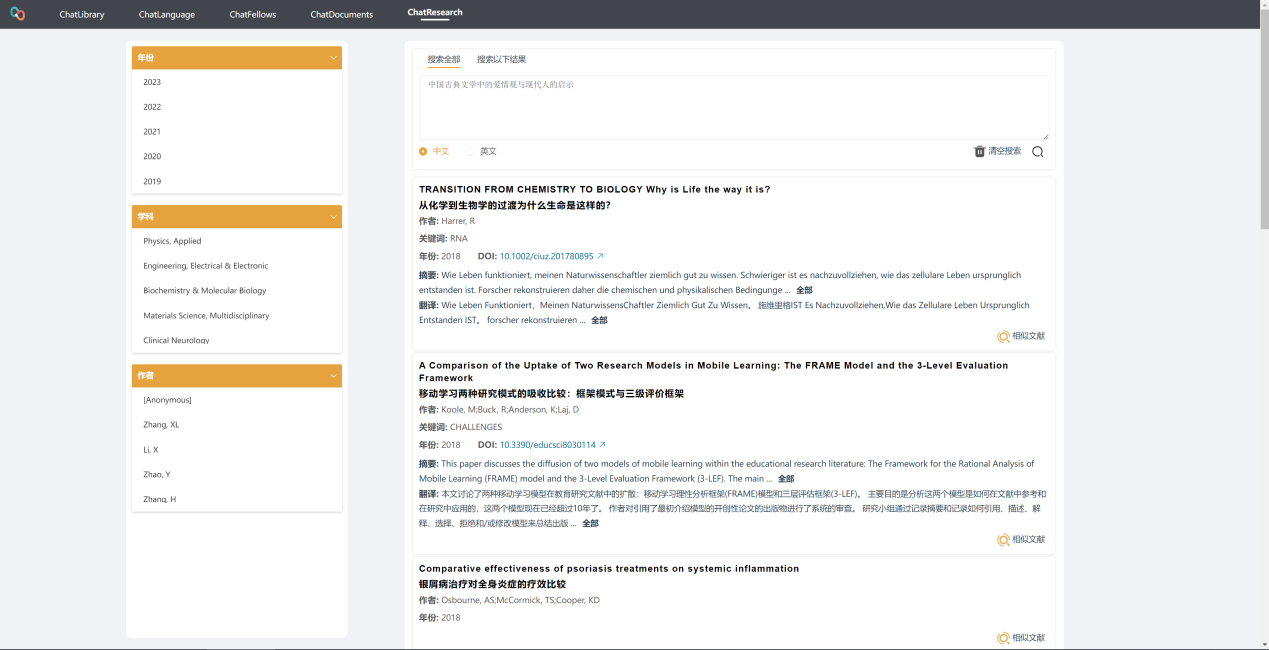 ChatLibrary ChatLanguage ChatFellows ChatDocuments ChatResearch
年份
2023
2022
2021
2020
2019
学科
Physics, Applied
Engineering, Electrical & Electronic
Biochemistry & Molecular Biology
Materials Science, Multidisciplinary
Clinical Neurology
作者
[Anonymous]
Zhang, XL
Li, X
Zhao, Y
Zhang, H
搜索全部 搜索以下结果
中国古典文学中的爱情观与现代人的启示
中文 英文 清空搜索
TRANSITION FROM CHEMISTRY TO BIOLOGY Why is Life the way it is?
从化学到生物学的过渡为什么生命是这样的?
作者: Harrer, R
关键词: RNA
年份: 2018 DOI: 10.1002/ciuz.201780895
摘要: Wie Leben funktioniert, meinen Naturwissenschaftler ziemlich gut zu wissen. Schwieriger ist es nachzuvollziehen, wie das zellulare Leben ursprunglich
entstanden ist. Forscher rekonstruieren daher die chemischen und physikalischen Bedingunge ... 全部
翻译: Wie Leben Funktioniert，Meinen NaturwissensChaftler Ziemlich Gut Zu Wissen。 施维里格IST Es Nachzuvollziehen,Wie das Zellulare Leben Ursprunglich
Entstanden IST。 forscher rekonstruieren ... 全部
相似文献
A Comparison of the Uptake of Two Research Models in Mobile Learning: The FRAME Model and the 3-Level Evaluation
Framework
移动学习两种研究模式的吸收比较：框架模式与三级评价框架
作者: Koole, M;Buck, R;Anderson, K;Laj, D
关键词: CHALLENGES
年份: 2018 DOI: 10.3390/educsci8030114
摘要: This paper discusses the diffusion of two models of mobile learning within the educational research literature: The Framework for the Rational Analysis of
Mobile Learning (FRAME) model and the 3-Level Evaluation Framework (3-LEF). The main ... 全部
翻译: 本文讨论了两种移动学习模型在教育研究文献中的扩散：移动学习理性分析框架(FRAME)模型和三层评估框架(3-LEF)。 主要目的是分析这两个模型是如何在文献中参考和
在研究中应用的，这两个模型现在已经超过10年了。 作者对引用了最初介绍模型的开创性论文的出版物进行了系统的审查。 研究小组通过记录摘要和记录如何引用、描述、解
释、选择、拒绝和/或修改模型来总结出版 ... 全部
相似文献
Comparative effectiveness of psoriasis treatments on systemic inflammation
银屑病治疗对全身炎症的疗效比较
作者: Osbourne, AS;McCormick, TS;Cooper, KD
年份: 2018
相似文献